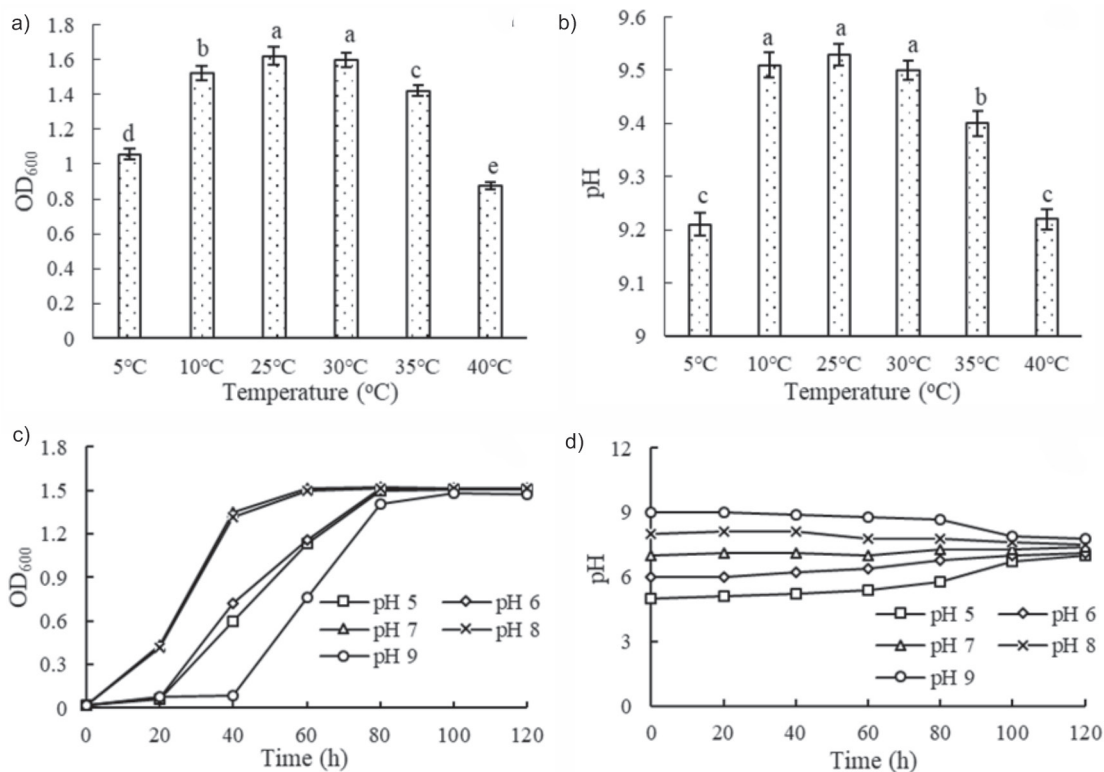 a)
1.8
1.6
1.4
1.2
1
0.8
0.6
0.4
0.2
0
OD600
d
b
a
a
c
e
5°C 10°C 25°C 30°C 35°C 40°C
Temperature (°C)
b)
9.6
9.5
9.4
9.3
9.2
9.1
9
pH
c
a
a
a
b
c
5°C 10°C 25°C 30°C 35°C 40°C
Temperature (°C)
c)
1.8
1.5
1.2
0.9
0.6
0.3
0
OD600
pH 5 pH 6
pH 7 pH 8
pH 9
0 20 40 60 80 100 120
Time (h)
d)
12
9
6
3
0
pH
pH 5 pH 6
pH 7 pH 8
pH 9
0 20 40 60 80 100 120
Time (h)